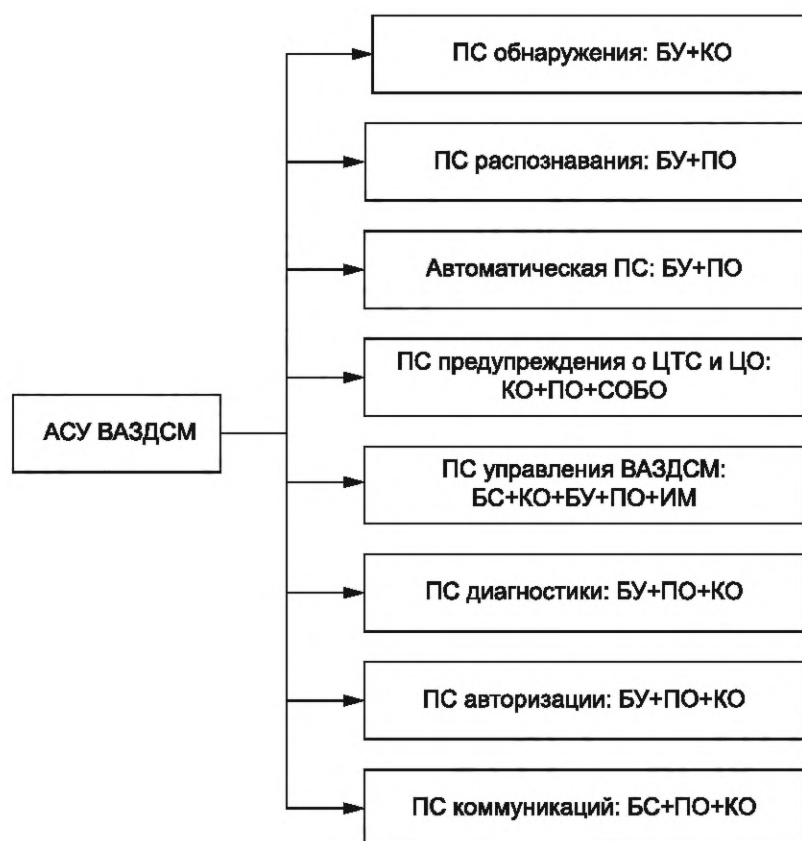 ПС обнаружения: БУ+КО
ПС распознавания: БУ+ПО
Автоматическая ПС: БУ+ПО
ПС предупреждения о ЦТС и ЦО:
КО+ПО+СОБО
АСУ ВАЗДСМ
ПС управления ВАЗДСМ:
БС+КО+БУ+ПО+ИМ
ПС диагностики: БУ+ПО+КО
ПС авторизации: БУ+ПО+КО
ПС коммуникаций: БС+ПО+КО